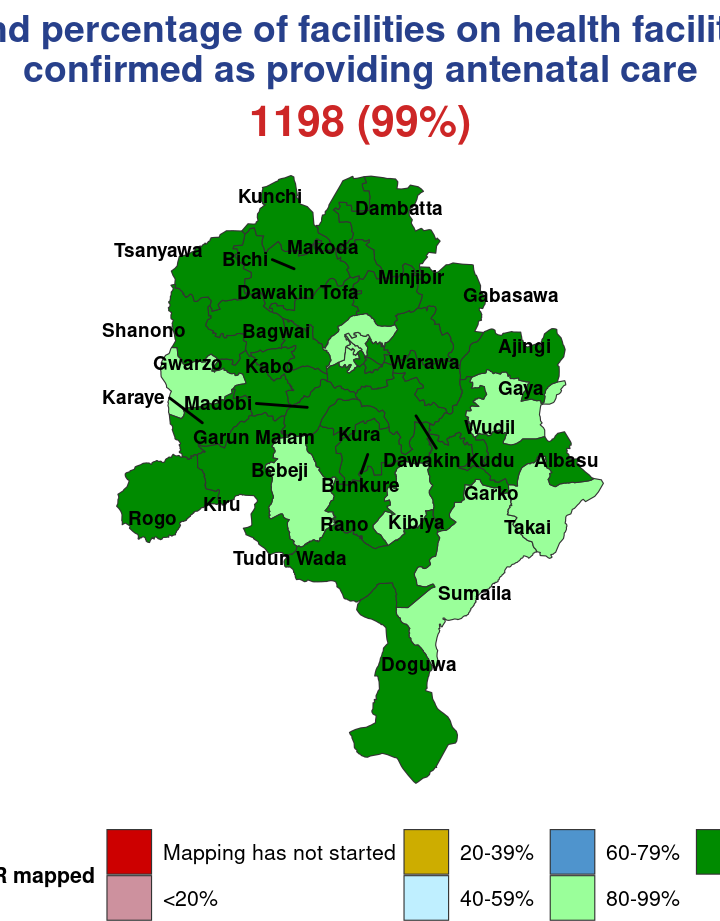 percentage of facilities on health
confirmed as providing antenatal care
1198 (99%)
Kunchi
Dambatta
Makoda
Tsanyawa
Bichi
Minjibir
Dawakin Tofa
Gabasawa
Shanono
Bagwai
Ajingi
Gwarzo
Kabo
Warawa
Gaya
Karaye
Madobi
Wudil
Garun Malam
Kura
Dawakin Kudu
Albasu
Bebeji
Bunkure
Garko
Kiru
Rogo
Rano
Kibiya
Takai
Tudun Wada
Sumaila
Doguwa
Mapping has not started
20-39%
60-79%
R mapped
<20%
40-59%
80-99%